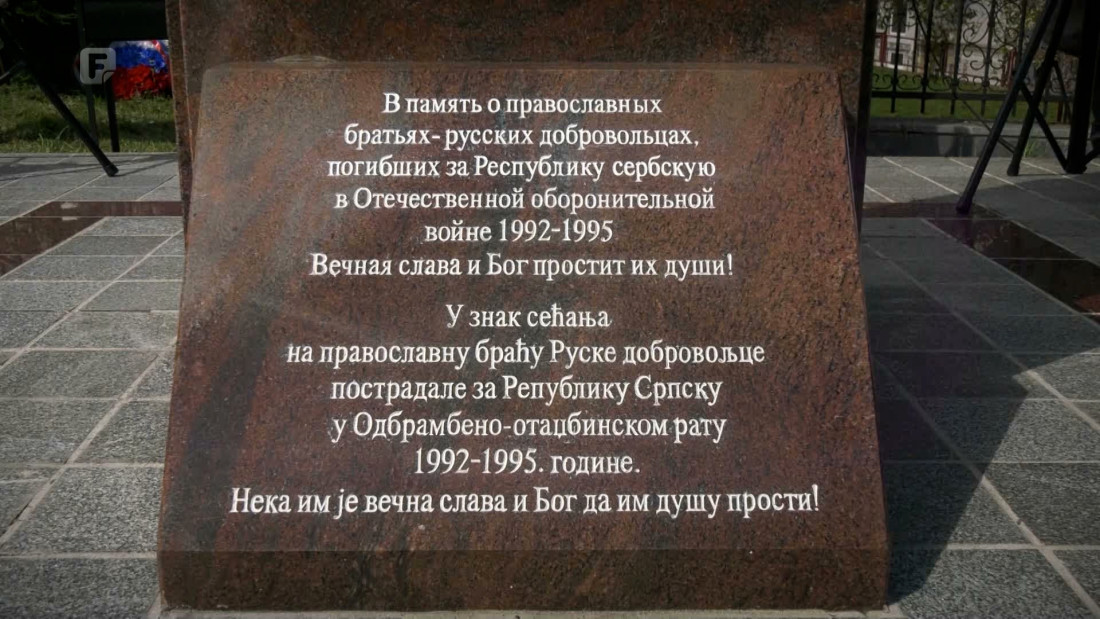 F
В память о православных
братьях-русских добровольцах,
погибших за Республику сербскую
в Отечественной оборонительной
войне 1992-1995
Вечная слава и Бог простит их души!
У знак сећања
на православну браћу Руске добровољце
пострадале за Републику Српску
у Одбрамбено-отаџбинском рату
1992-1995. године.
Нека им је вечна слава и Бог да им душу прости!